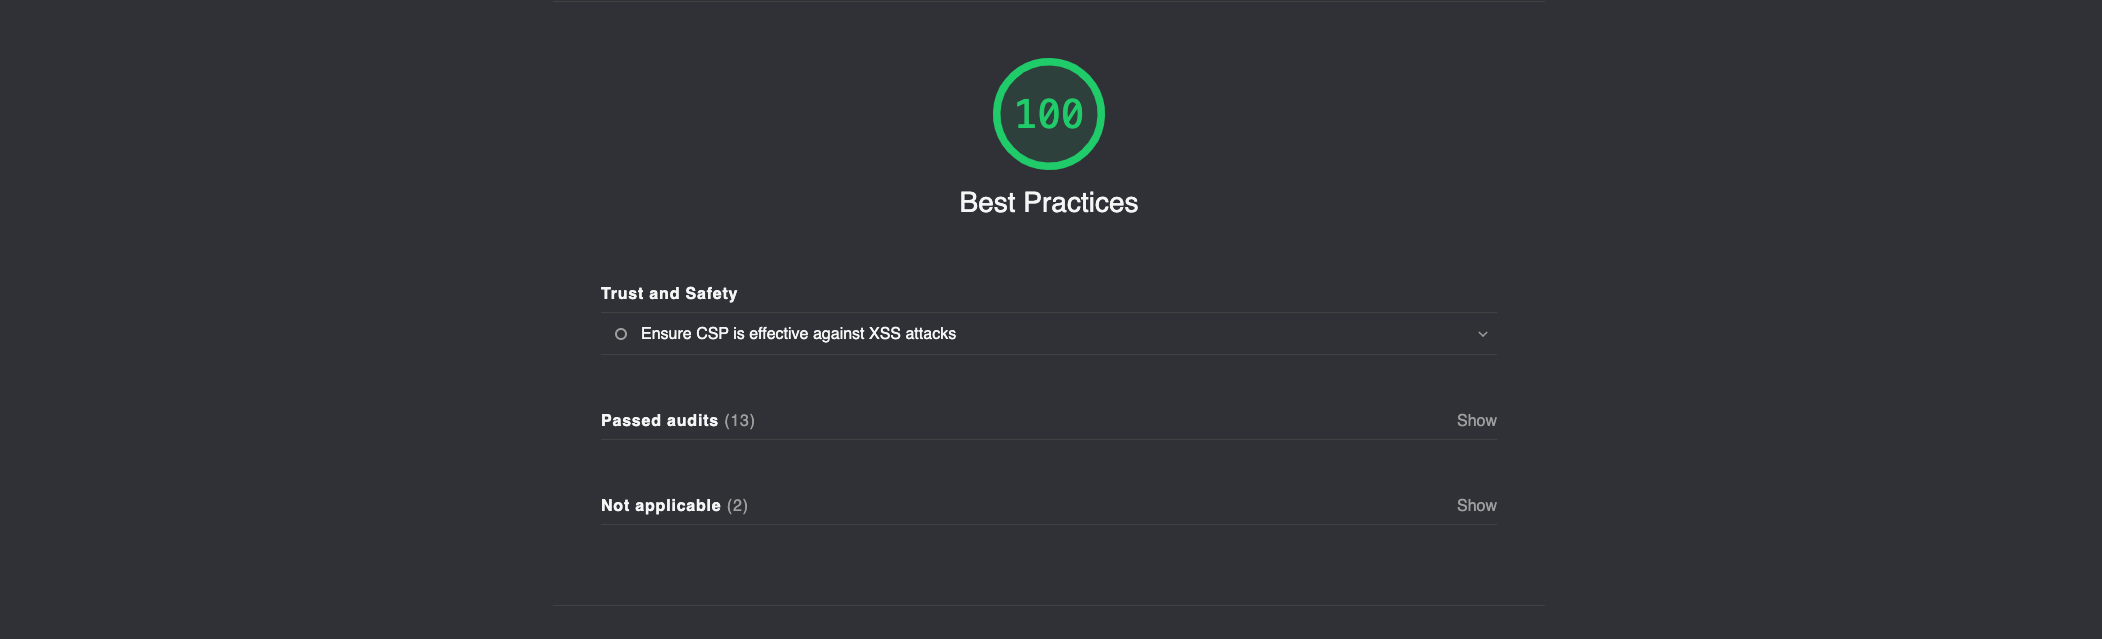 100
Best Practices
Trust and Safety
Ensure CSP is effective against XSS attacks
Passed audits (13) Show
Not applicable (2) Show